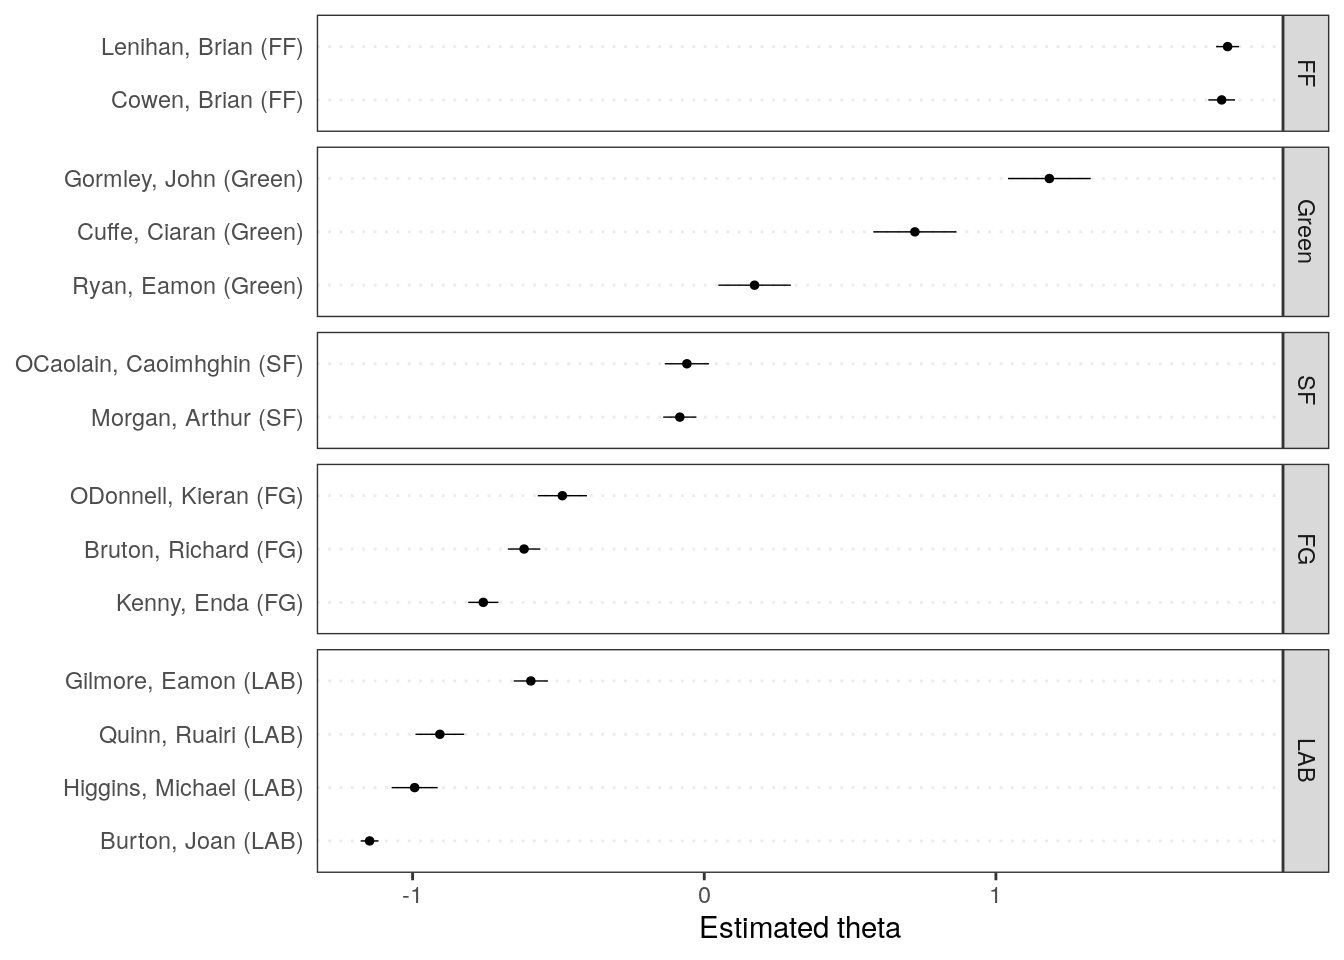 Lenihan, Brian (FF)
Cowen, Brian (FF)
FF
Gormley, John (Green)
Cuffe, Ciaran (Green)
Ryan, Eamon (Green)
Green
OCaolain, Caoimhghin (SF)
Morgan, Arthur (SF)
SF
ODonnell, Kieran (FG)
Bruton, Richard (FG)
Kenny, Enda (FG)
FG
Gilmore, Eamon (LAB)
Quinn, Ruairi (LAB)
Higgins, Michael (LAB)
Burton, Joan (LAB)
LAB
-1 0 1
Estimated theta